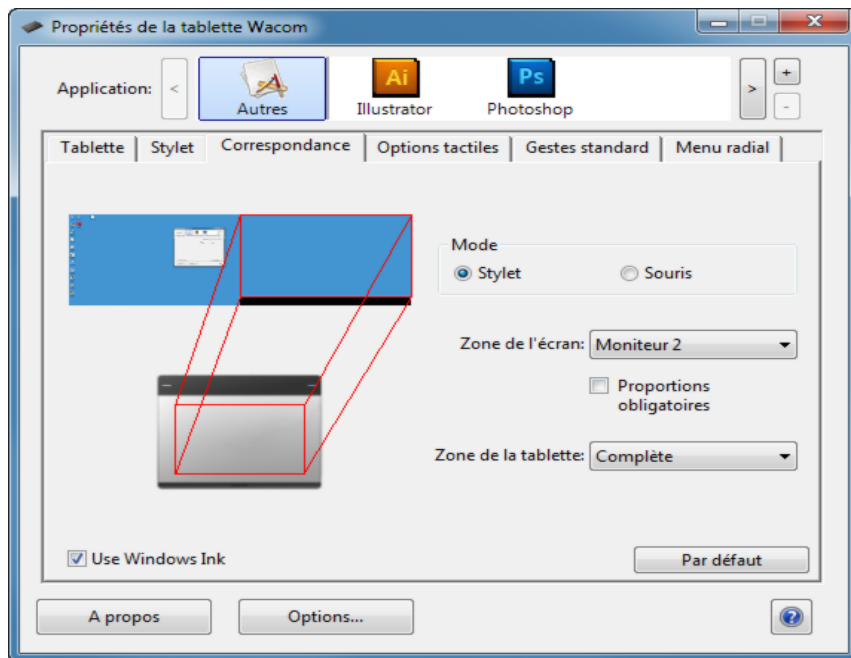 Propriétés de la tablette Wacom
Application:
<
Ai
Ps
>
+
-
Autres
Illustrator
Photoshop
Tablette
Stylet
Correspondance
Options tactiles
Gestes standard
Menu radial
Mode
Stylet
Souris
Zone de l'écran:
Moniteur 2
Proportions
obligatoires
Zone de la tablette:
Complète
Use Windows Ink
Par défaut
A propos
Options...
?